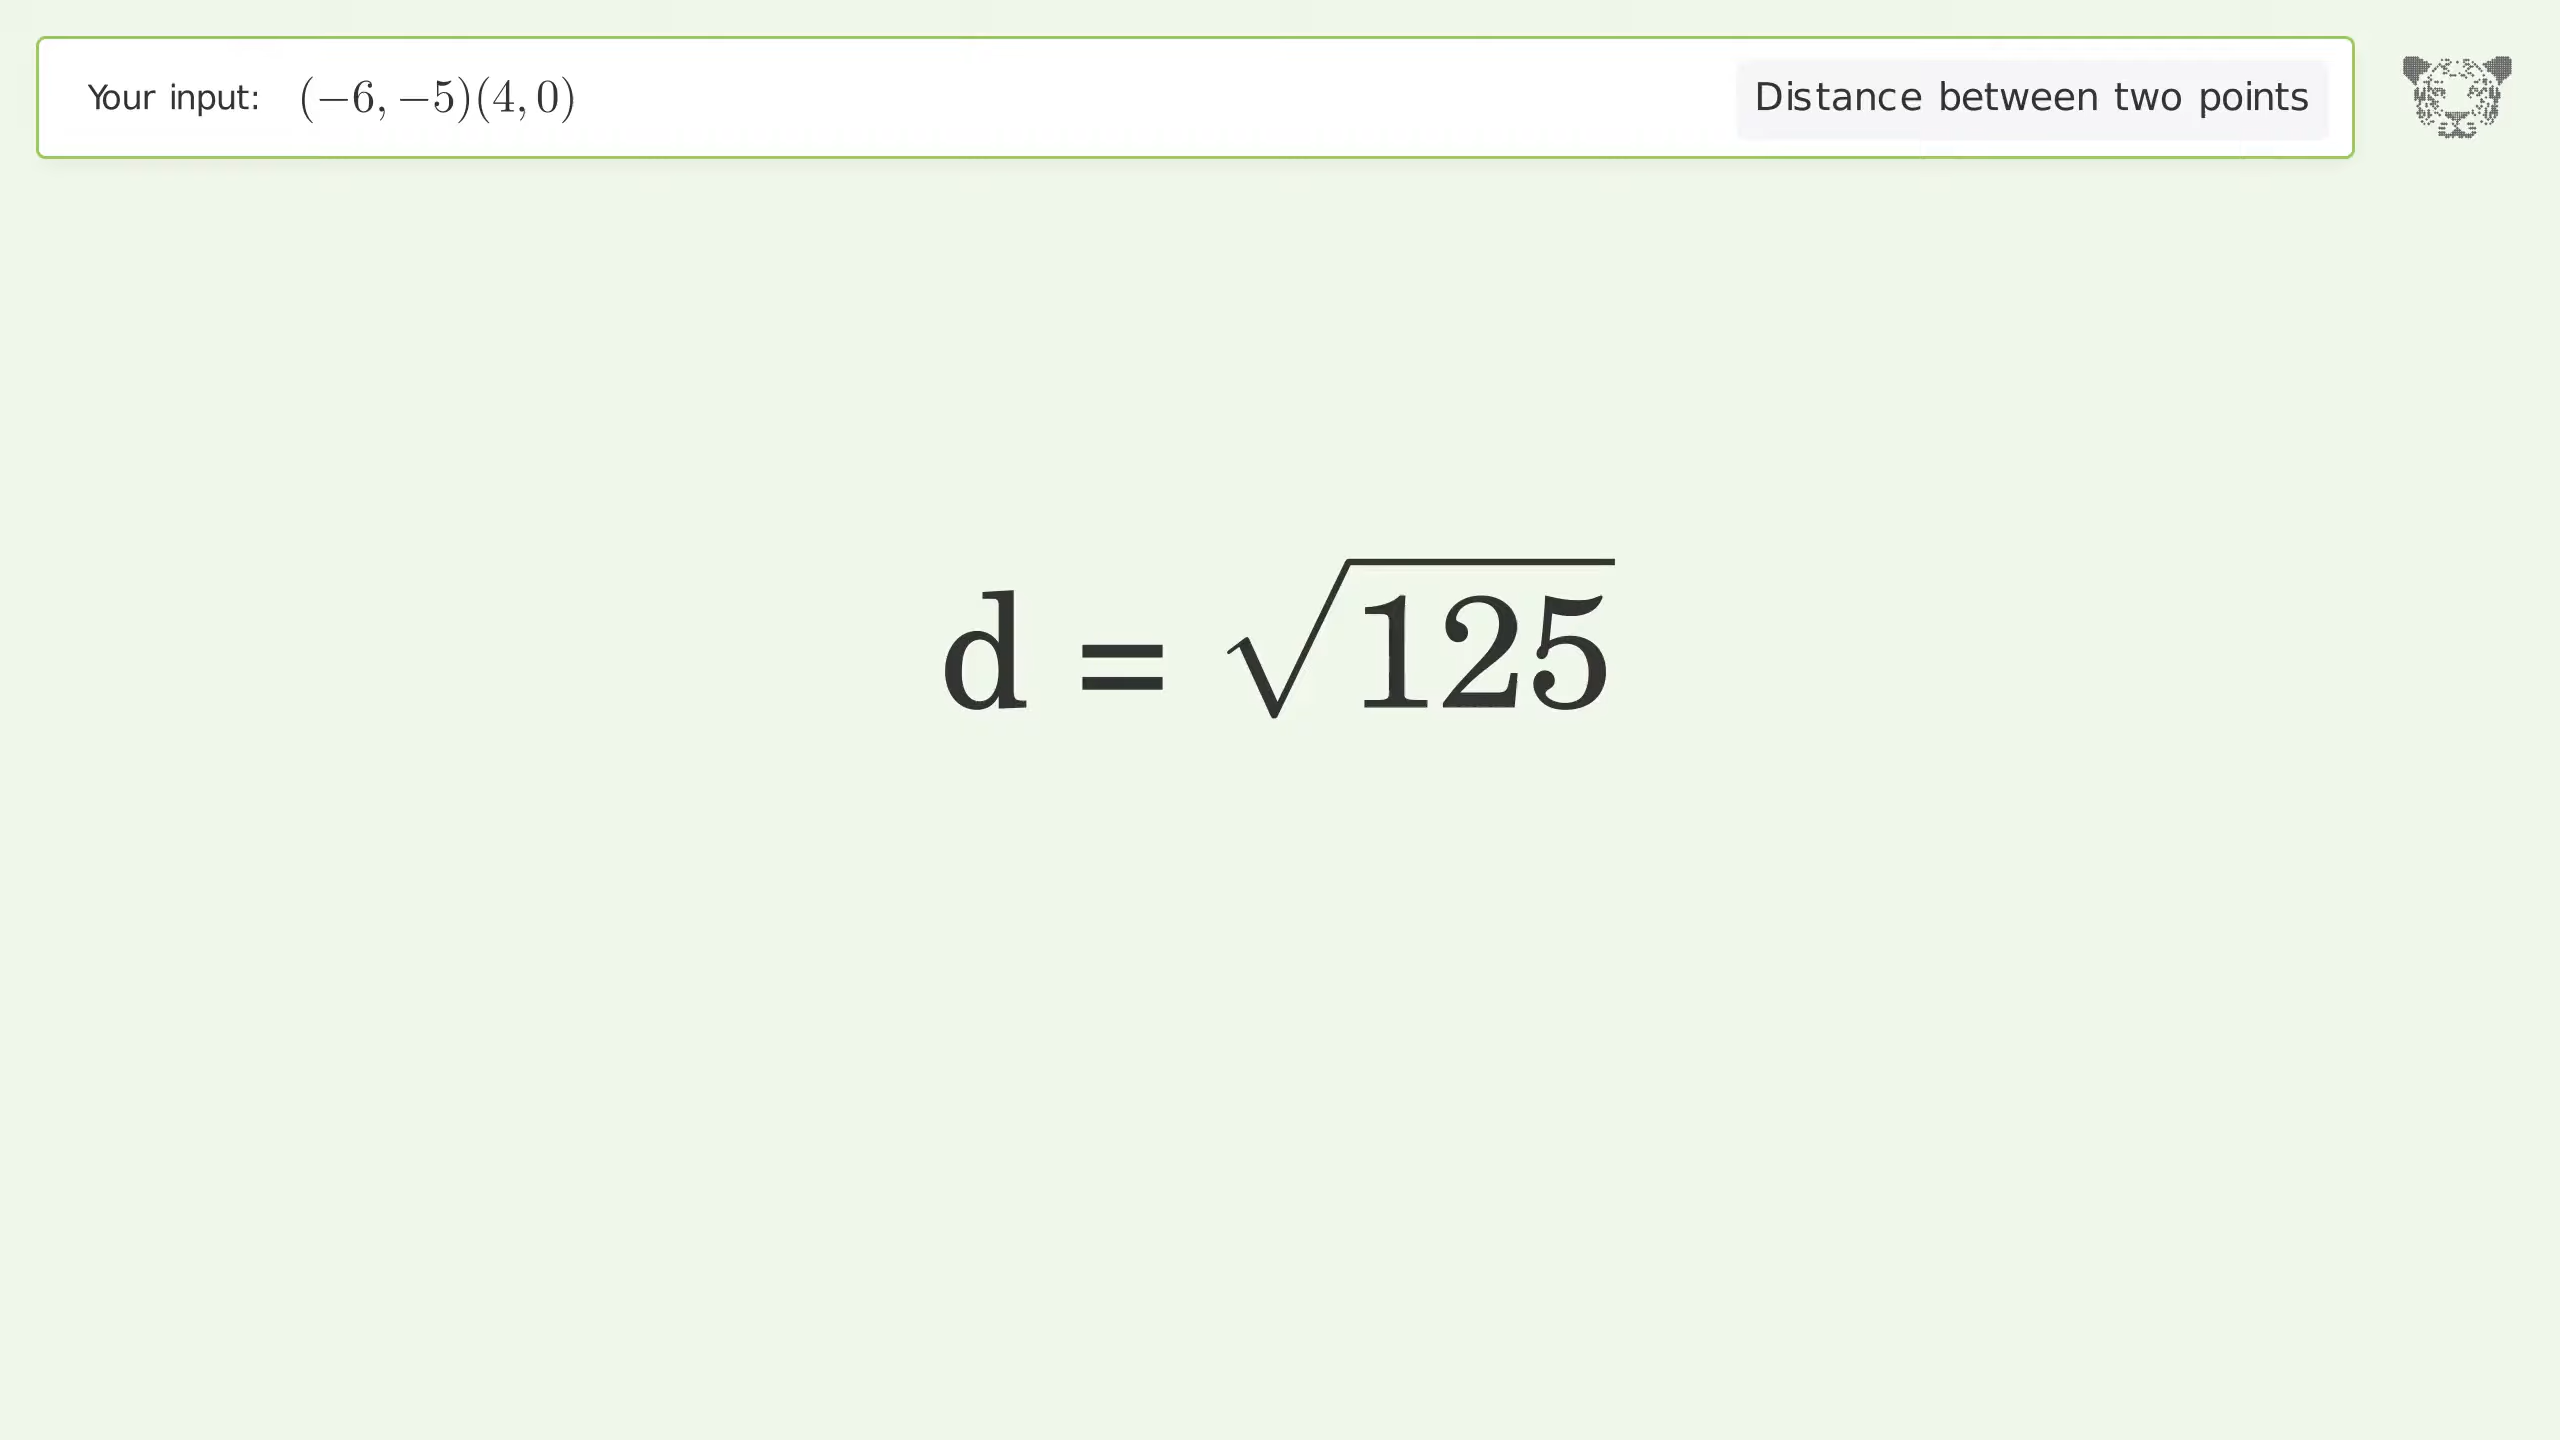 Your input: (−6, −5)(4, 0)
Distance between two points
d = √125